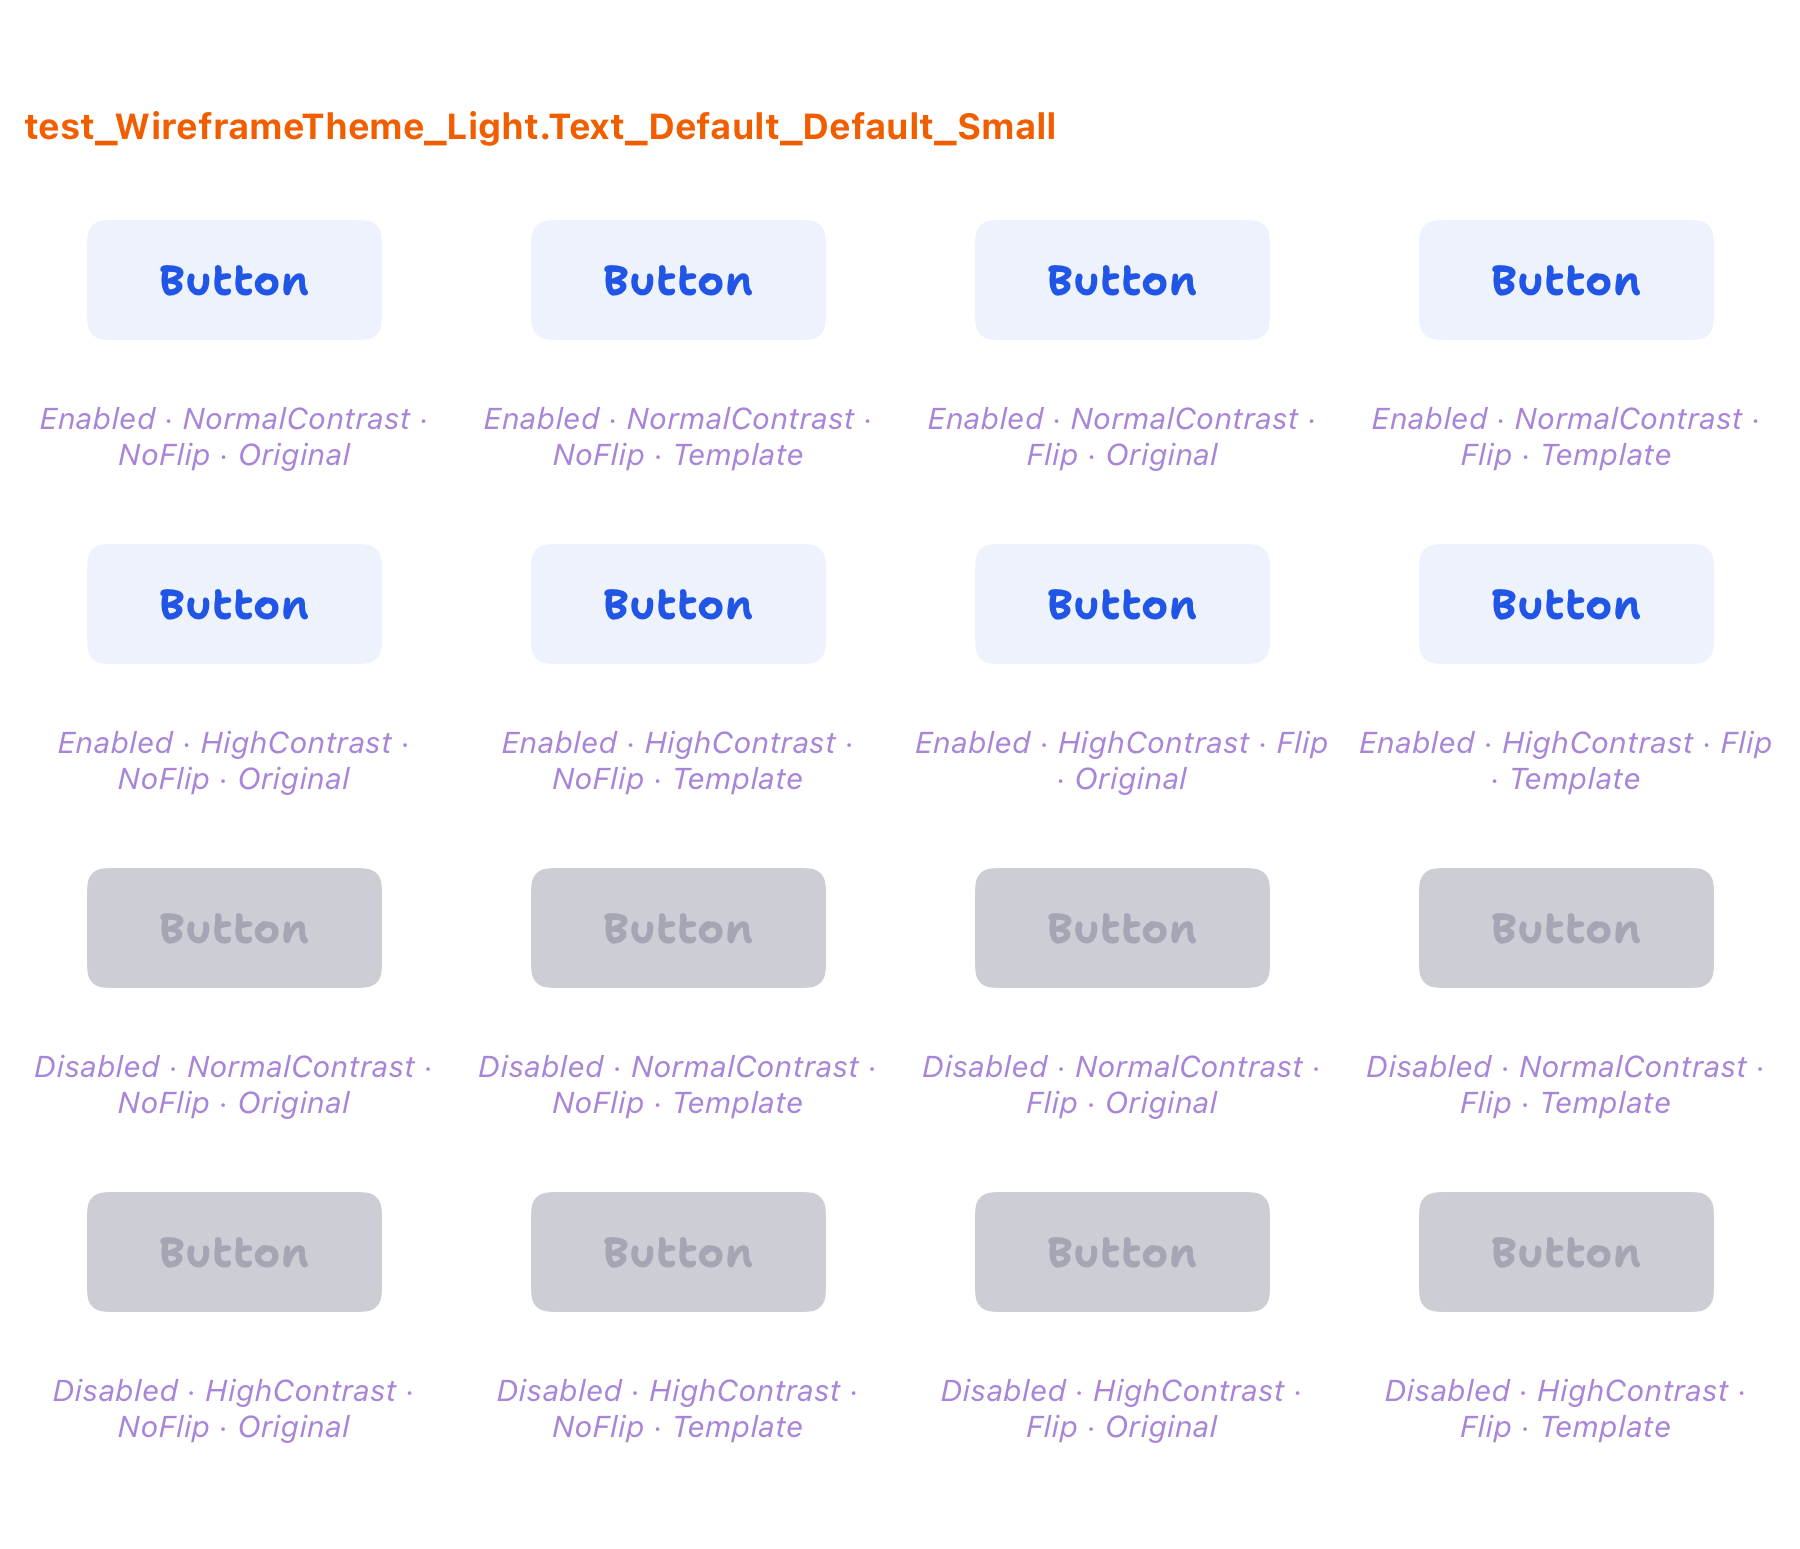 test_WireframeTheme_Light.Text_Default_Default_Small
Button Button Button Button
Enabled · NormalContrast · Enabled · NormalContrast · Enabled · NormalContrast · Enabled · NormalContrast ·
NoFlip · Original NoFlip · Template Flip · Original Flip · Template
Button Button Button Button
Enabled · HighContrast · Enabled · HighContrast · Enabled · HighContrast · Flip Enabled · HighContrast · Flip
NoFlip · Original NoFlip · Template · Original · Template
Button Button Button Button
Disabled · NormalContrast · Disabled · NormalContrast · Disabled · NormalContrast · Disabled · NormalContrast ·
NoFlip · Original NoFlip · Template Flip · Original Flip · Template
Button Button Button Button
Disabled · HighContrast · Disabled · HighContrast · Disabled · HighContrast · Disabled · HighContrast ·
NoFlip · Original NoFlip · Template Flip · Original Flip · Template